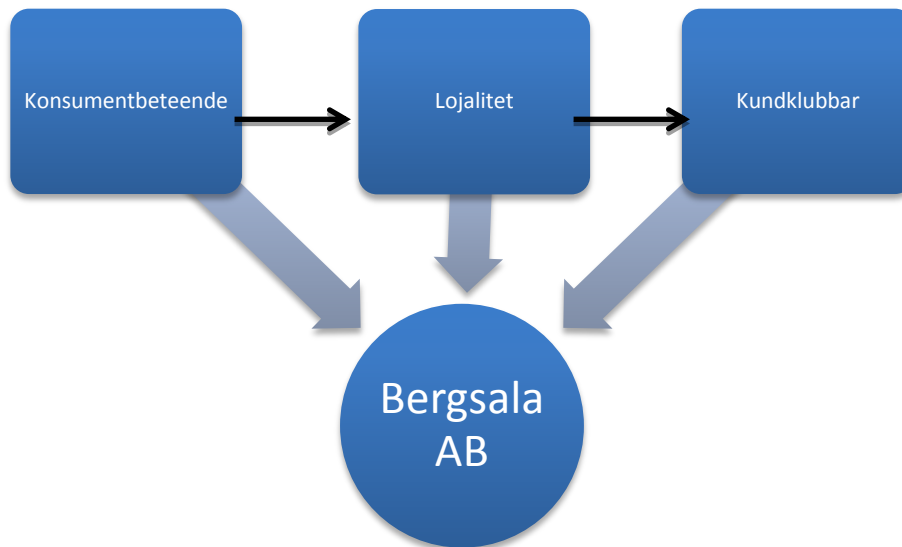 Konsumentbeteende
Lojalitet
Kundklubbar
Bergsala
AB